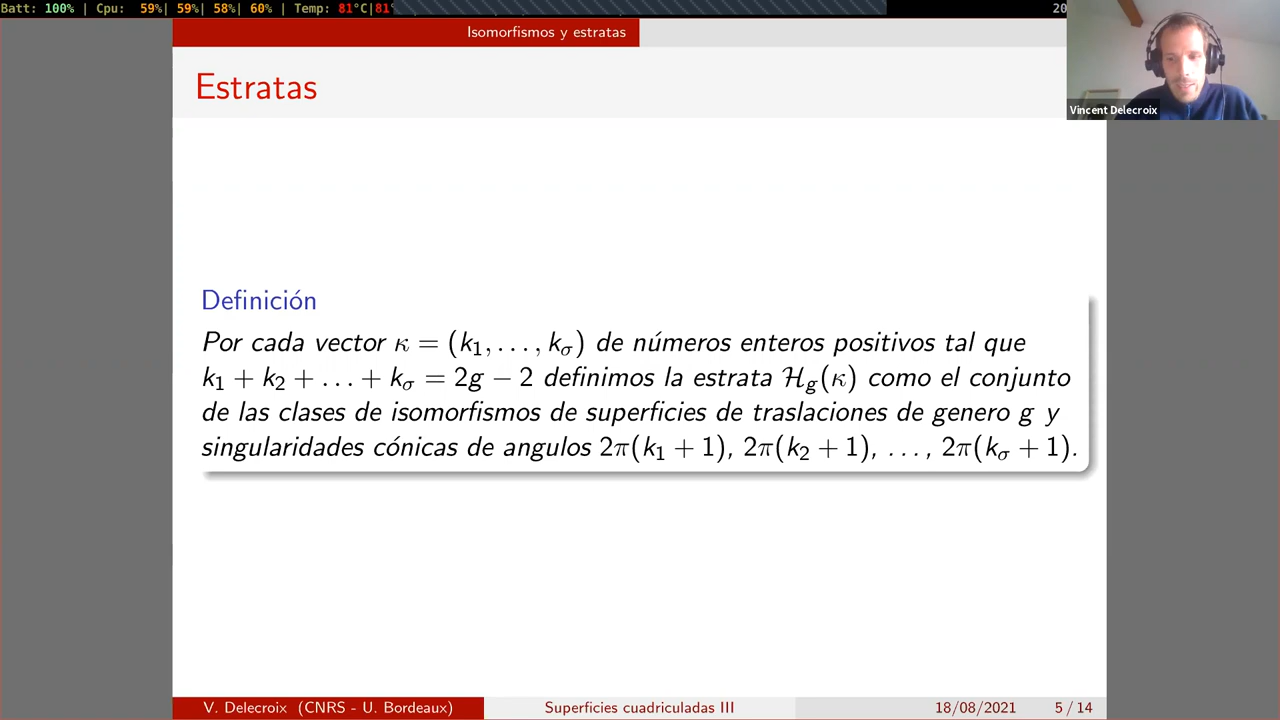 Batt: 100% | Cpu: 59%| 59%| 58%| 60% | Temp: 81°C|81°
20
Vincent Delecroix
Isomorfismos y estratas
Estratas
Definición
Por cada vector κ = (k₁, . . . , k_σ) de números enteros positivos tal que
k₁ + k₂ + . . . + k_σ = 2g − 2 definimos la estrata ℋ_g(κ) como el conjunto
de las clases de isomorfismos de superficies de traslaciones de genero g y
singularidades cónicas de angulos 2π(k₁ + 1), 2π(k₂ + 1), . . . , 2π(k_σ + 1).
V. Delecroix (CNRS - U. Bordeaux)
Superficies cuadriculadas III
18/08/2021
5 / 14